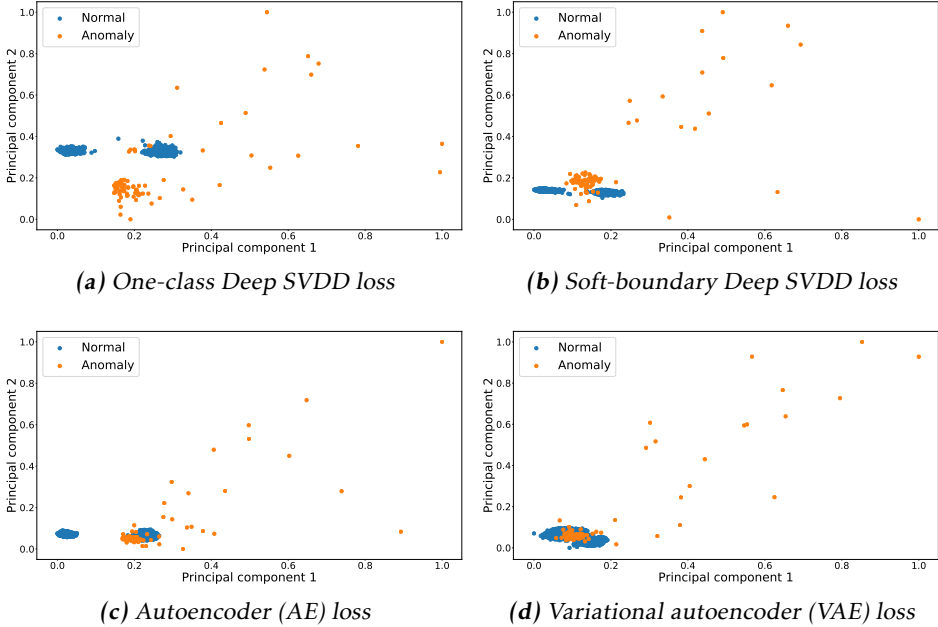 Normal
Anomaly
Principal component 2
1.0
0.8
0.6
0.4
0.2
0.0
0.0 0.2 0.4 0.6 0.8 1.0
Principal component 1
(a) One-class Deep SVDD loss
Normal
Anomaly
Principal component 2
1.0
0.8
0.6
0.4
0.2
0.0
0.0 0.2 0.4 0.6 0.8 1.0
Principal component 1
(b) Soft-boundary Deep SVDD loss
Normal
Anomaly
Principal component 2
1.0
0.8
0.6
0.4
0.2
0.0
0.0 0.2 0.4 0.6 0.8 1.0
Principal component 1
(c) Autoencoder (AE) loss
Normal
Anomaly
Principal component 2
1.0
0.8
0.6
0.4
0.2
0.0
0.0 0.2 0.4 0.6 0.8 1.0
Principal component 1
(d) Variational autoencoder (VAE) loss